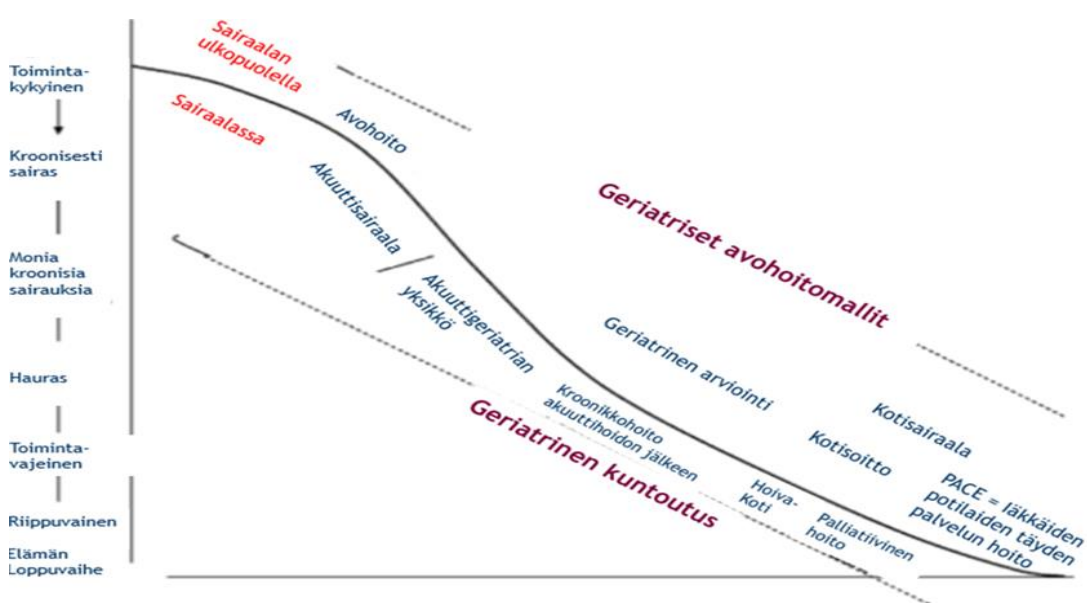 Toiminta-
kykyinen
Kroonisesti
sairas
Monia
kroonisia
sairauksia
Hauras
Toiminta-
vajeinen
Riippuvainen
Elämän
Loppuvaihe
Sairaalan
ulkopuolella
Sairaalassa
Avohoito
Akuuttisairaala
Akuuttigeriatrian
yksikkö
Geriatriset avohoitomallit
Geriatrinen arviointi
Kroonikkohoito
akuuttihoidon jälkeen
Geriatrinen kuntoutus
Kotisairaala
Kotisoitto
Hoiva-
Koti
Palliatiivinen
hoito
PACE = Iäkkäiden
potilaiden täyden
palvelun hoito